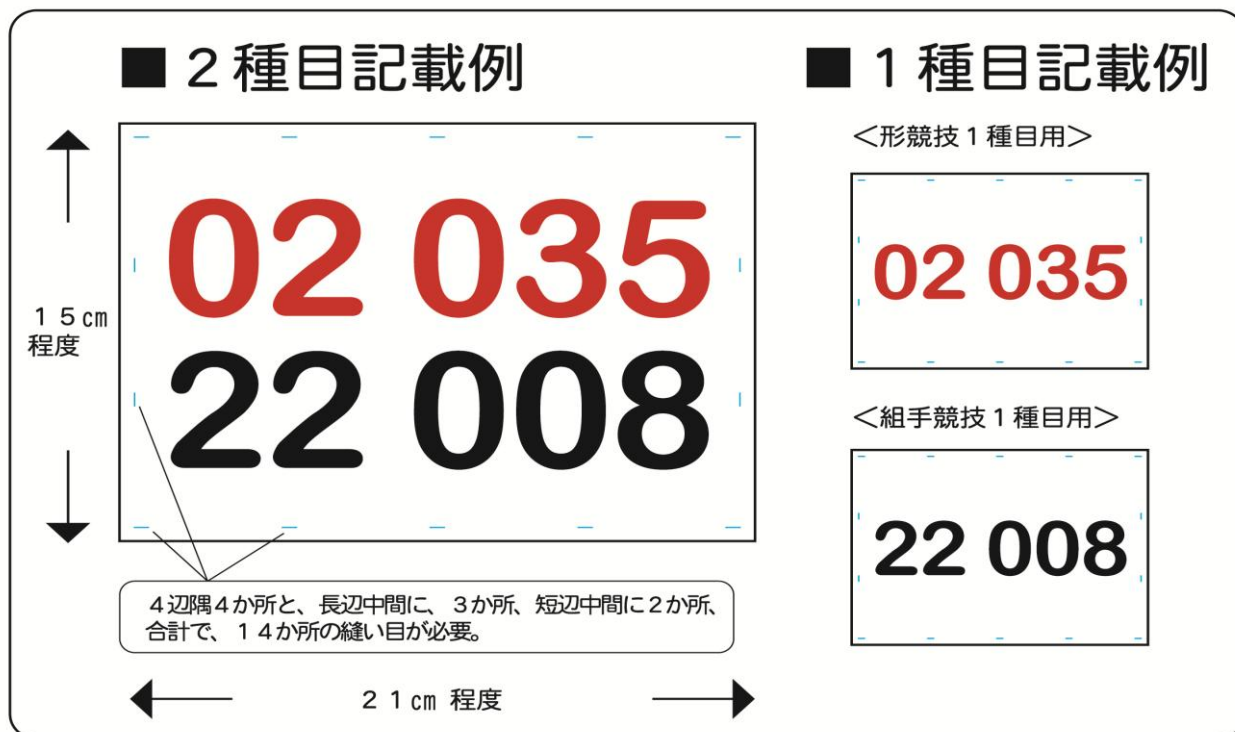 ■２種目記載例
■１種目記載例
＜形競技１種目用＞
02 035
22 008
02 035
１５㎝
程度
＜組手競技１種目用＞
22 008
４辺隅４か所と、長辺中間に、３か所、短辺中間に２か所、
合計で、１４か所の縫い目が必要。
２１㎝ 程度